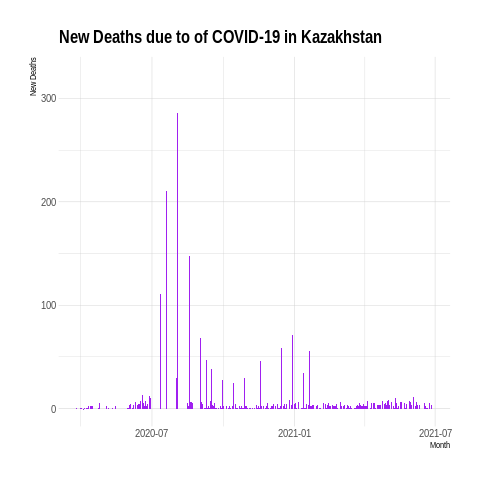 New Deaths due to of COVID-19 in Kazakhstan
New Deaths
300
200
100
0
2020-07
2021-01
2021-07
Month